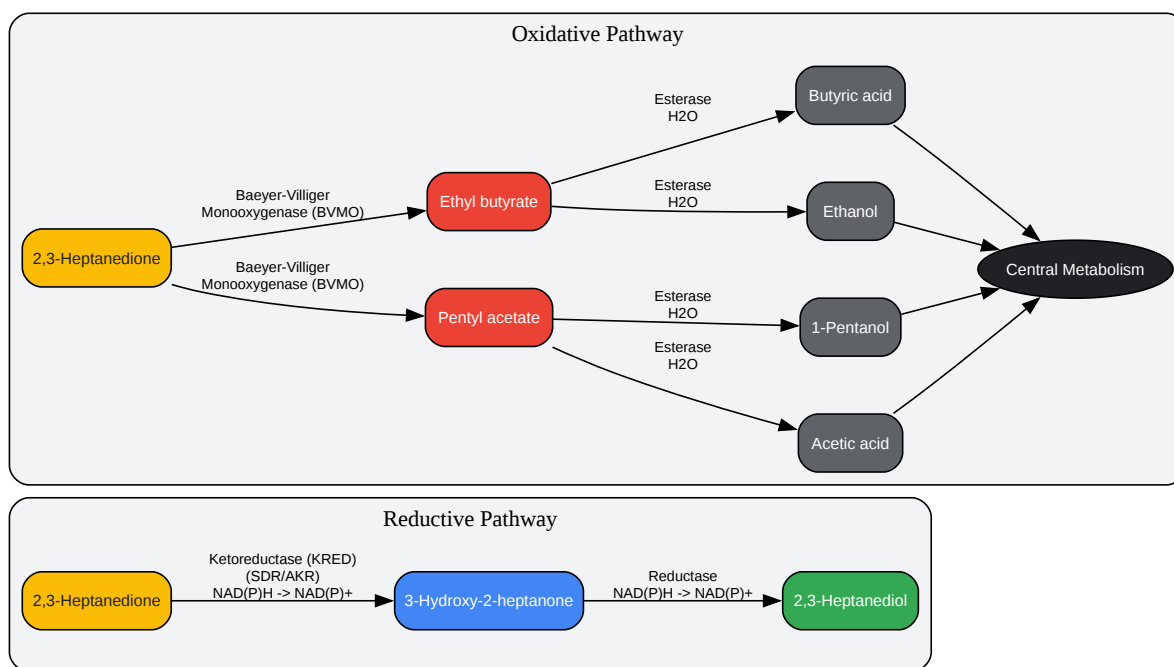 Oxidative Pathway
2,3-Heptanedione
Baeyer-Villiger
Monooxygenase (BVMO)
Baeyer-Villiger
Monooxygenase (BVMO)
Ethyl butyrate
Pentyl acetate
Esterase
H2O
Esterase
H2O
Esterase
H2O
Esterase
H2O
Butyric acid
Ethanol
1-Pentanol
Acetic acid
Central Metabolism
Reductive Pathway
2,3-Heptanedione
Ketoreductase (KRED)
(SDR/AKR)
NAD(P)H -> NAD(P)+
3-Hydroxy-2-heptanone
Reductase
NAD(P)H -> NAD(P)+
2,3-Heptanediol